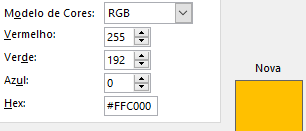 Modelo de Cores: RGB
Vermelho: 255
Verde: 192
Azul: 0
Hex: #FFC000
Nova